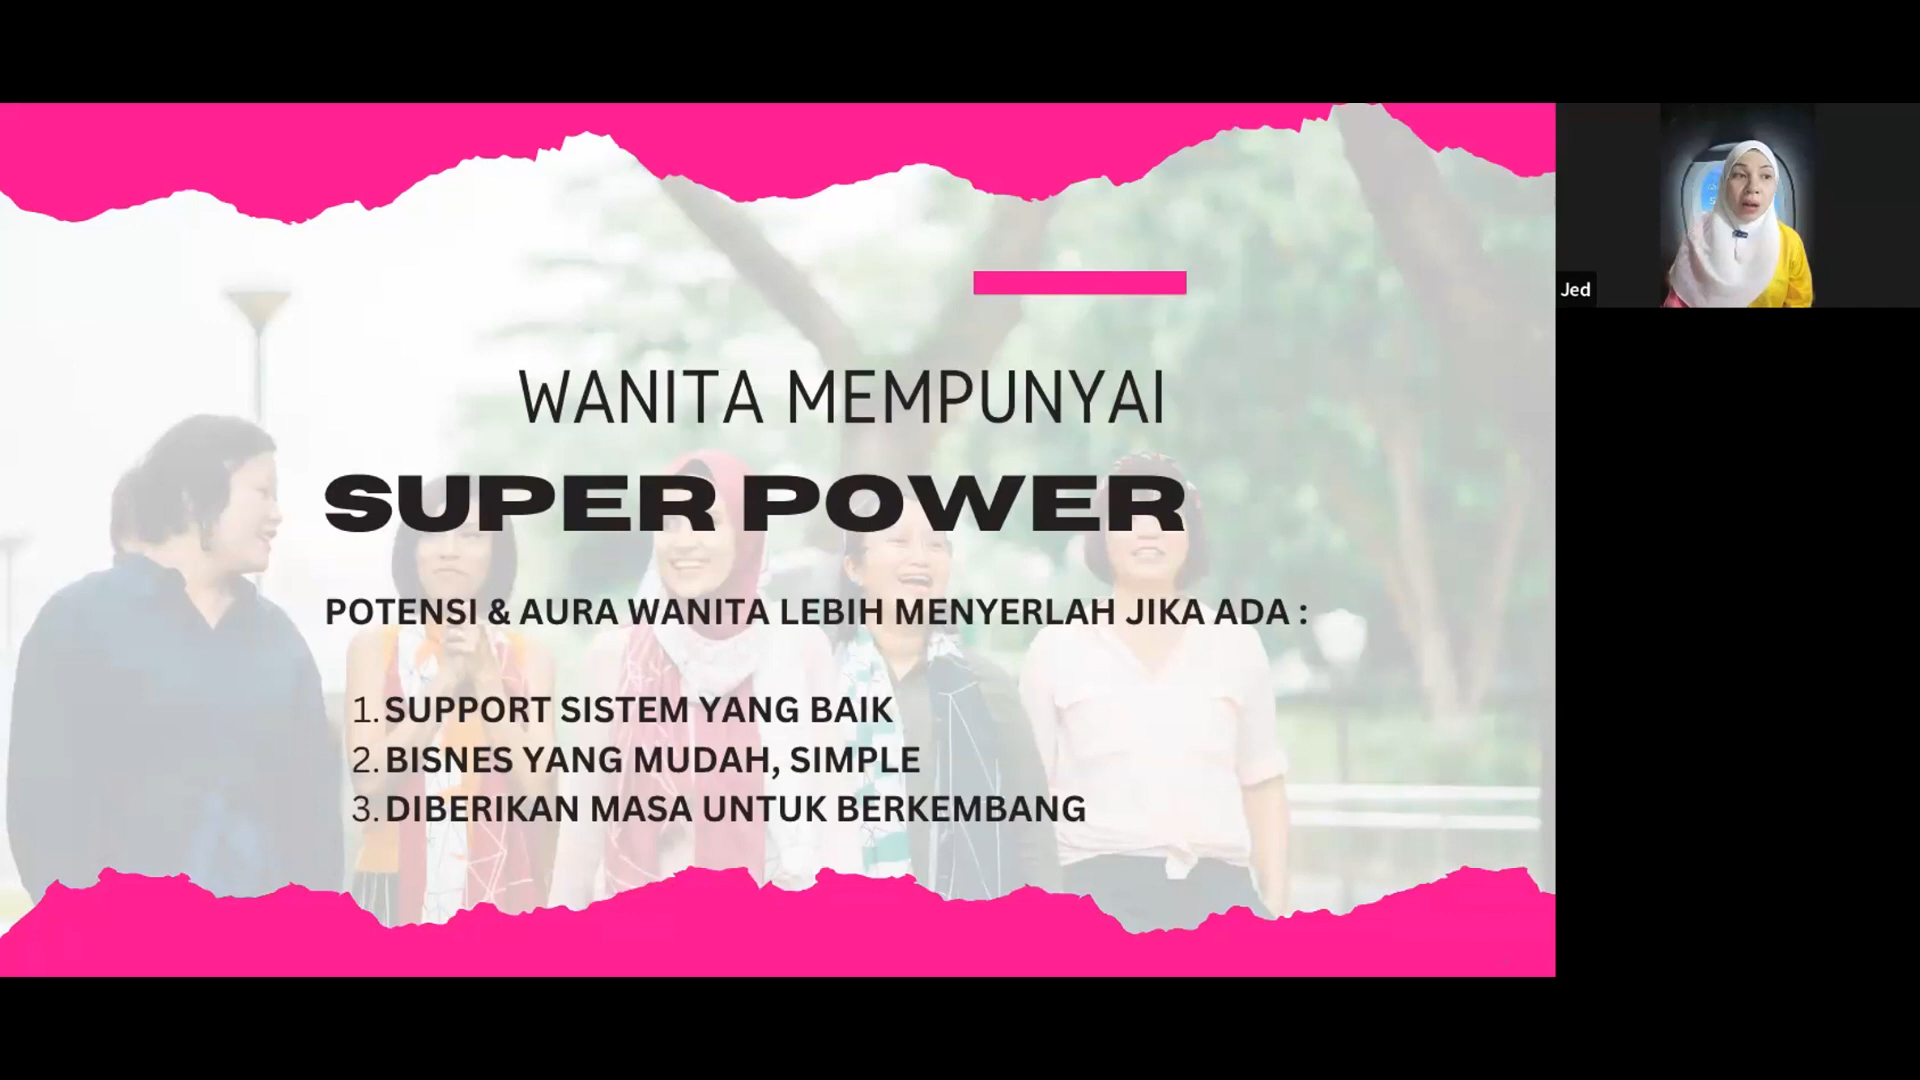 WANITA MEMPUNYAI
SUPER POWER
POTENSI & AURA WANITA LEBIH MENYERLAH JIKA ADA :
1. SUPPORT SISTEM YANG BAIK
2. BISNES YANG MUDAH, SIMPLE
3. DIBERIKAN MASA UNTUK BERKEMBANG
Jed